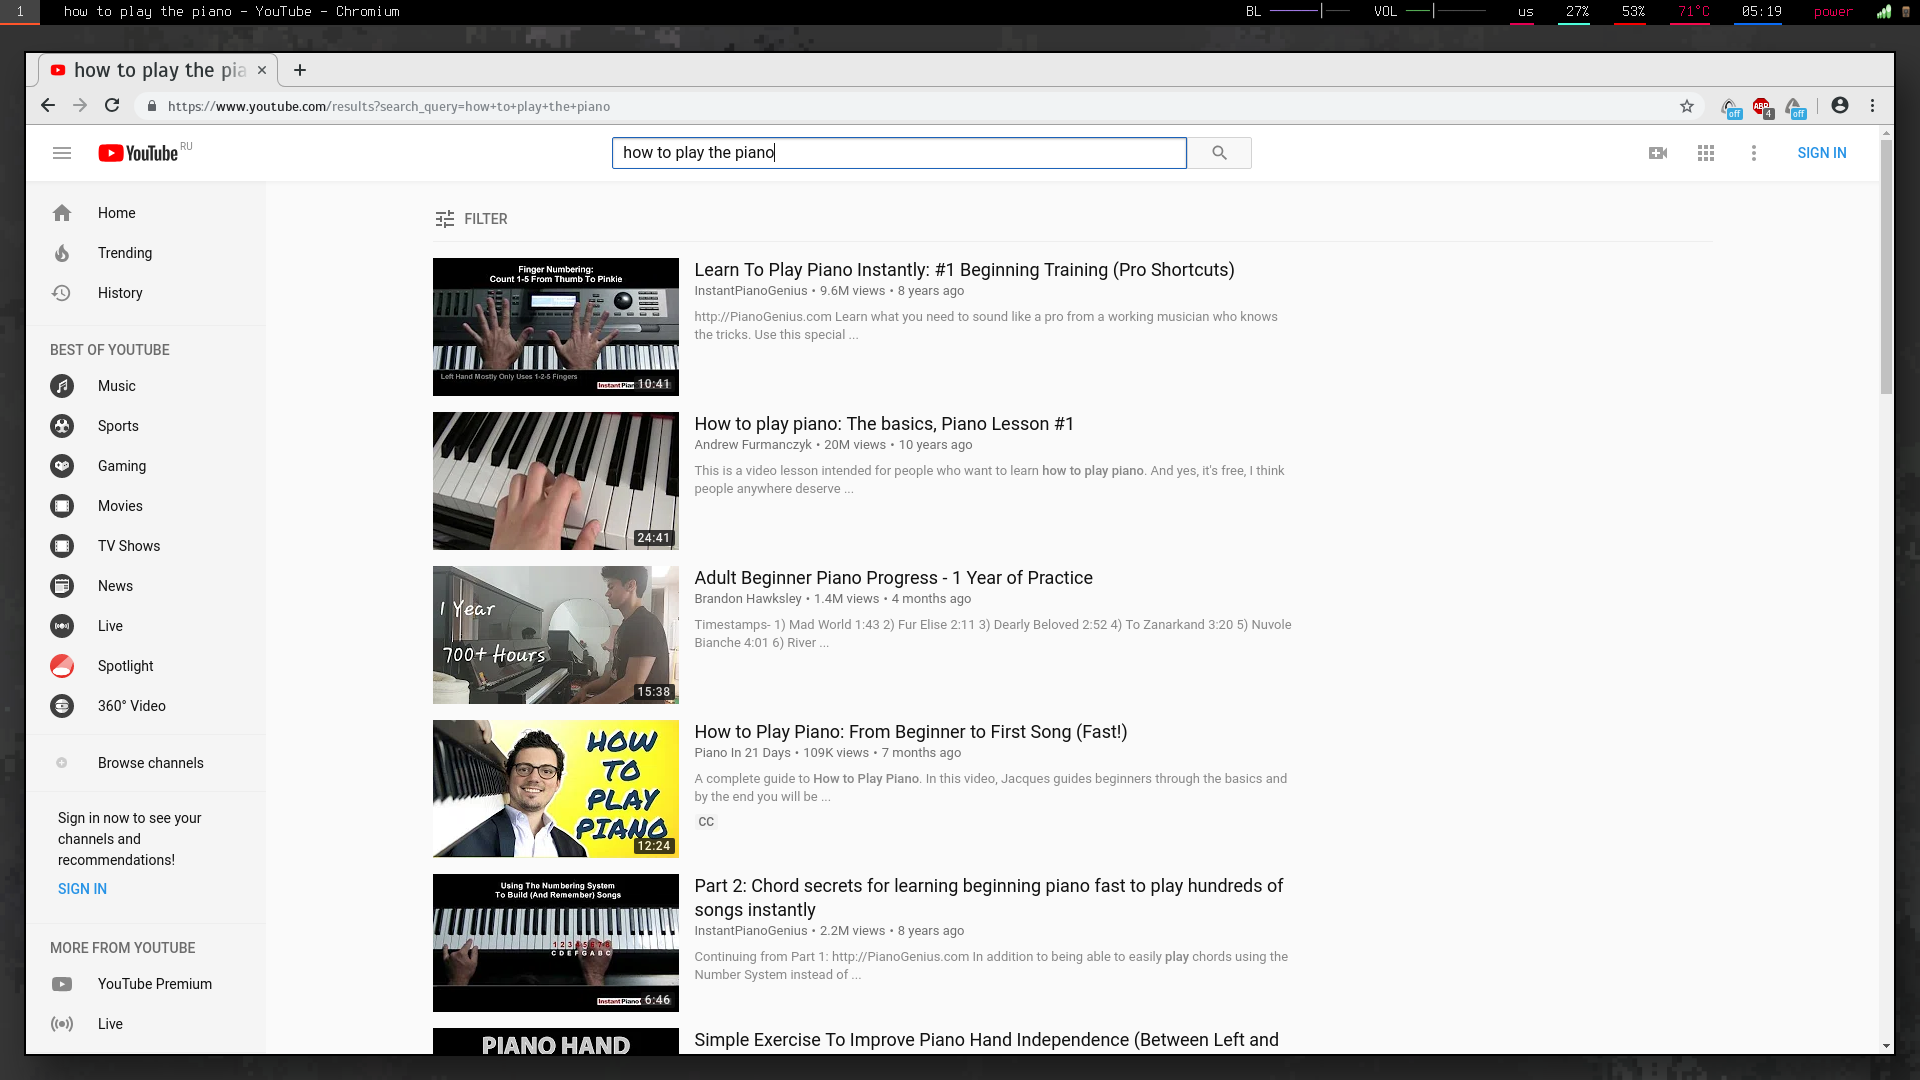 1 how to play the piano - YouTube - Chromium BL VOL us 27% 53% 71°C 05:19 power
how to play the pia
https://www.youtube.com/results?search_query=how+to+play+the+piano
off ABP 4 off
YouTube RU
how to play the piano
SIGN IN
Home
Trending
History
BEST OF YOUTUBE
Music
Sports
Gaming
Movies
TV Shows
News
Live
Spotlight
360° Video
Browse channels
Sign in now to see your
channels and
recommendations!
SIGN IN
MORE FROM YOUTUBE
YouTube Premium
Live
FILTER
Finger Numbering:
Count 1-5 From Thumb To Pinkie
Left Hand Mostly Only Uses 1-2-5 Fingers
InstantPian
10:41
Learn To Play Piano Instantly: #1 Beginning Training (Pro Shortcuts)
InstantPianoGenius • 9.6M views • 8 years ago
http://PianoGenius.com Learn what you need to sound like a pro from a working musician who knows
the tricks. Use this special ...
24:41
How to play piano: The basics, Piano Lesson #1
Andrew Furmanczyk • 20M views • 10 years ago
This is a video lesson intended for people who want to learn how to play piano. And yes, it's free, I think
people anywhere deserve ...
1 Year
700+ Hours
15:38
Adult Beginner Piano Progress - 1 Year of Practice
Brandon Hawksley • 1.4M views • 4 months ago
Timestamps- 1) Mad World 1:43 2) Fur Elise 2:11 3) Dearly Beloved 2:52 4) To Zanarkand 3:20 5) Nuvole
Bianche 4:01 6) River ...
HOW
TO
PLAY
PIANO
12:24
How to Play Piano: From Beginner to First Song (Fast!)
Piano In 21 Days • 109K views • 7 months ago
A complete guide to How to Play Piano. In this video, Jacques guides beginners through the basics and
by the end you will be ...
CC
Using The Numbering System
To Build (And Remember) Songs
1 2 3 4 5 6 7 8
C D E F G A B C
InstantPiano
6:46
Part 2: Chord secrets for learning beginning piano fast to play hundreds of
songs instantly
InstantPianoGenius • 2.2M views • 8 years ago
Continuing from Part 1: http://PianoGenius.com In addition to being able to easily play chords using the
Number System instead of ...
PIANO HAND
Simple Exercise To Improve Piano Hand Independence (Between Left and